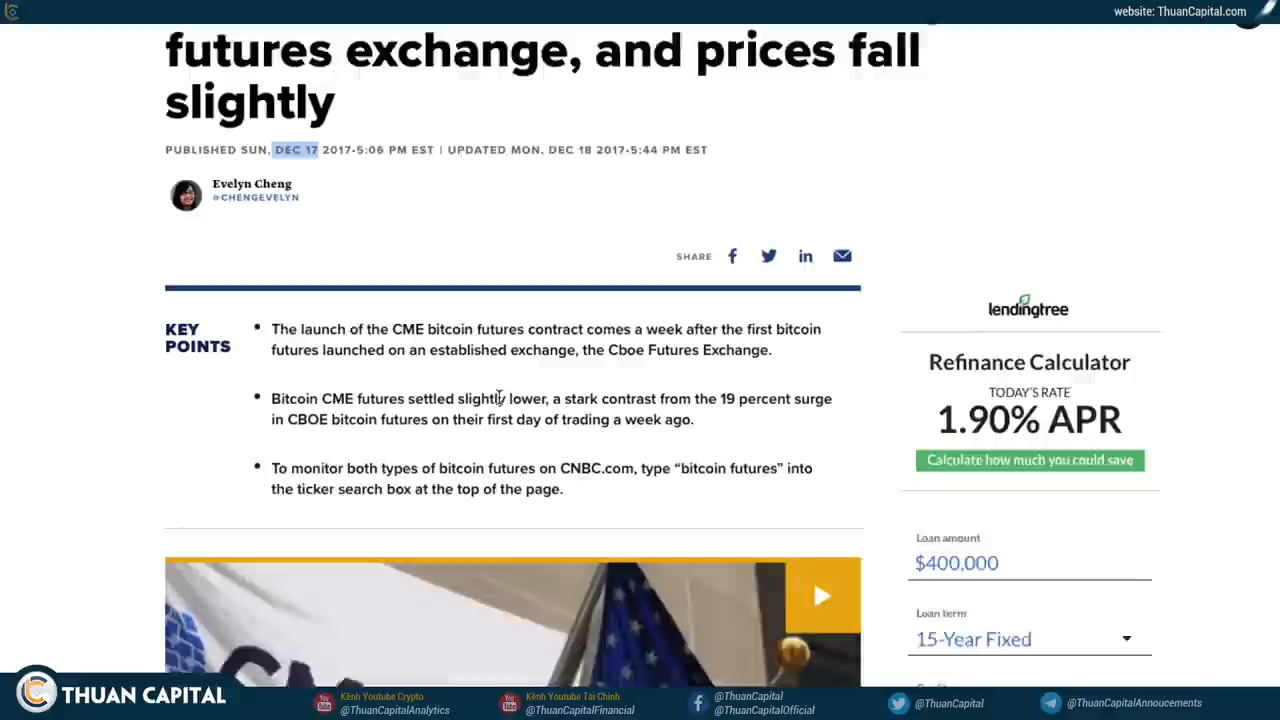 website: ThuanCapital.com
futures exchange, and prices fall
slightly
PUBLISHED SUN, DEC 17 2017•5:06 PM EST | UPDATED MON, DEC 18 2017•5:44 PM EST
Evelyn Cheng
@CHENGEVELYN
SHARE
KEY
POINTS
• The launch of the CME bitcoin futures contract comes a week after the first bitcoin
futures launched on an established exchange, the Cboe Futures Exchange.
• Bitcoin CME futures settled slightly lower, a stark contrast from the 19 percent surge
in CBOE bitcoin futures on their first day of trading a week ago.
• To monitor both types of bitcoin futures on CNBC.com, type “bitcoin futures” into
the ticker search box at the top of the page.
lendingtree
Refinance Calculator
TODAY'S RATE
1.90% APR
Calculate how much you could save
Loan amount
$400,000
Loan term
15-Year Fixed
THUAN CAPITAL
Kênh Youtube Crypto
@ThuanCapitalAnalytics
Kênh Youtube Tài Chính
@ThuanCapitalFinancial
@ThuanCapital
@ThuanCapitalOfficial
@ThuanCapital
@ThuanCapitalAnnoucements